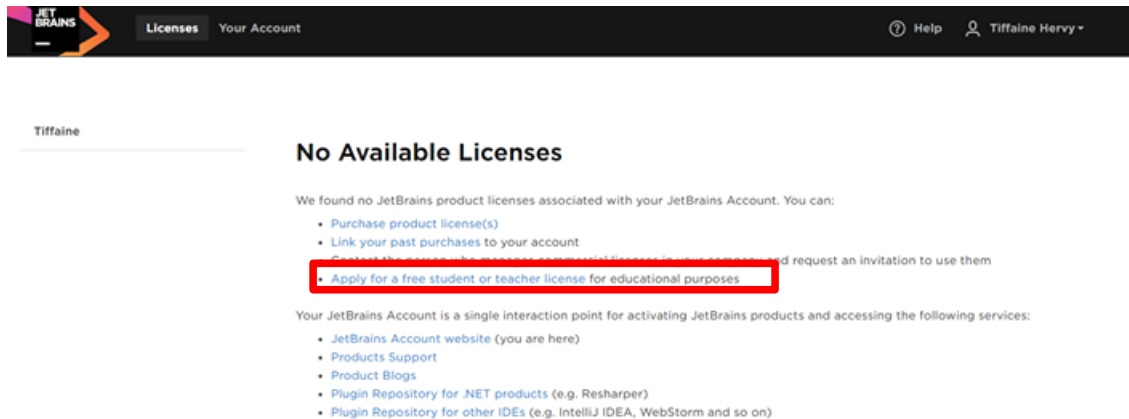 JET
BRAINS
Licenses Your Account Help Tiffaine Hervy
Tiffaine
No Available Licenses
We found no JetBrains product licenses associated with your JetBrains Account. You can:
• Purchase product license(s)
• Link your past purchases to your account
• Contact the person who manages commercial licenses in your company and request an invitation to use them
• Apply for a free student or teacher license for educational purposes
Your JetBrains Account is a single interaction point for activating JetBrains products and accessing the following services:
• JetBrains Account website (you are here)
• Products Support
• Product Blogs
• Plugin Repository for .NET products (e.g. Resharper)
• Plugin Repository for other IDEs (e.g. IntelliJ IDEA, WebStorm and so on)